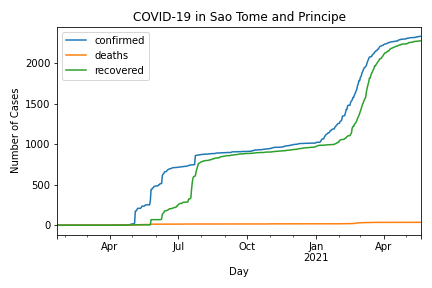 COVID-19 in Sao Tome and Principe
confirmed
deaths
recovered
Number of Cases
2000
1500
1000
500
0
Apr
Jul
Oct
Jan
2021
Apr
Day